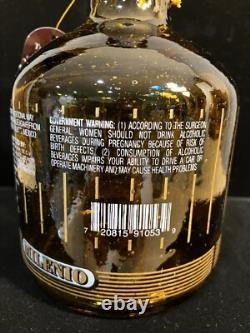 GOVERNMENT WARNING: (1) ACCORDING TO THE SURGEON
GENERAL WOMEN SHOULD NOT DRINK ALCOHOLIC
BEVERAGES DURING PREGNANCY BECAUSE OF RISK OF
BIRTH DEFECTS (2) CONSUMPTION OF ALCOHOLIC
BEVERAGES IMPAIRS YOUR ABILITY TO DRIVE A CAR OR
OPERATE MACHINERY AND MAY CAUSE HEALTH PROBLEMS
MEXICO
7 20815 91053 9
MILENIO